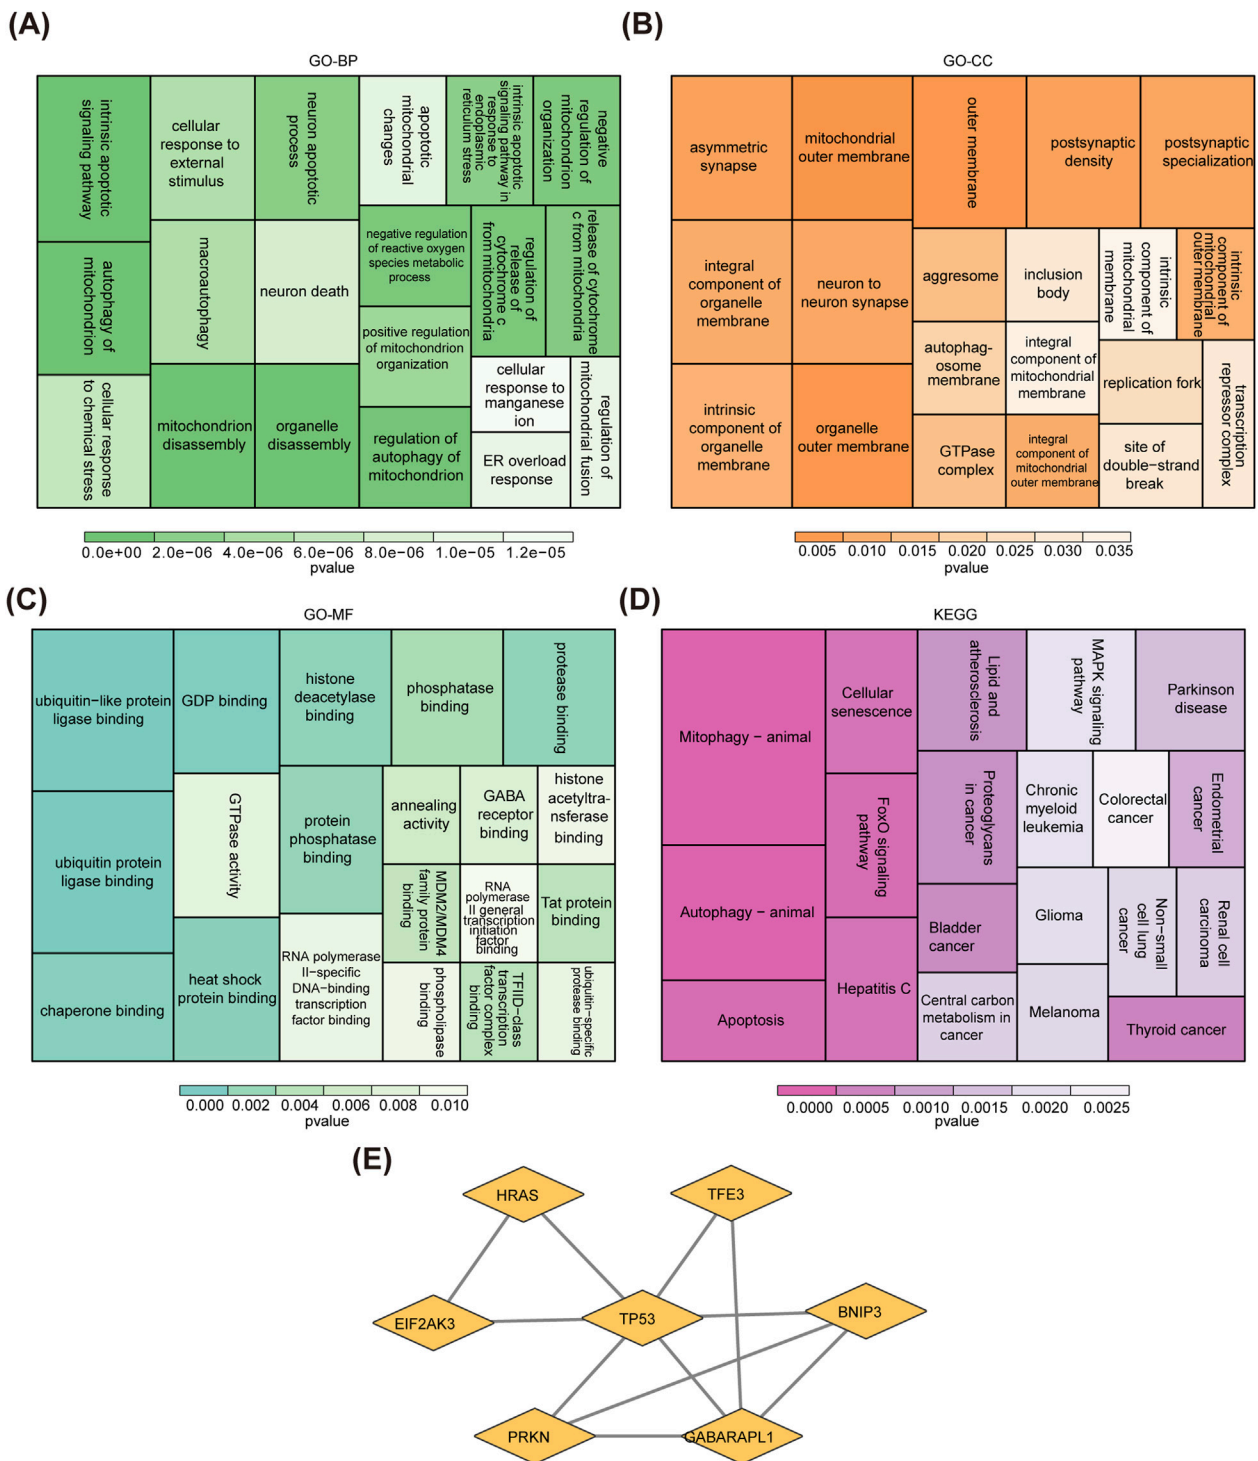 (A)
GO-BP
intrinsic apoptotic
signaling pathway
autophagy of
mitochondrion
cellular response
to chemical stress
cellular
response to
external
stimulus
macroautophagy
mitochondrion
disassembly
neuron apoptotic
process
neuron death
organelle
disassembly
apoptotic
mitochondrial
changes
intrinsic apoptotic
signaling pathway in
response to
endoplasmic
reticulum stress
negative
regulation of
mitochondrion
organization
negative regulation
of reactive oxygen
species metabolic
process
positive regulation
of mitochondrion
organization
regulation of
autophagy of
mitochondrion
regulation of
release of
cytochrome c
from mitochondria
release of cytochrome
c from mitochondria
cellular
response to
manganese
ion
ER overload
response
regulation of
mitochondrial fusion
0.0e+00 2.0e-06 4.0e-06 6.0e-06 8.0e-06 1.0e-05 1.2e-05
pvalue
(B)
GO-CC
asymmetric
synapse
integral
component of
organelle
membrane
intrinsic
component of
organelle
membrane
mitochondrial
outer membrane
neuron to
neuron synapse
organelle
outer membrane
outer membrane
postsynaptic
density
postsynaptic
specialization
aggresome
autophag-
osome
membrane
GTPase
complex
inclusion
body
integral
component of
mitochondrial
membrane
integral
component of
mitochondrial
outer membrane
intrinsic
component of
mitochondrial
membrane
intrinsic
component of
mitochondrial
outer membrane
replication fork
site of
double-strand
break
transcription
repressor complex
0.005 0.010 0.015 0.020 0.025 0.030 0.035
pvalue
(C)
GO-MF
ubiquitin-like protein
ligase binding
ubiquitin protein
ligase binding
chaperone binding
GDP binding
GTPase activity
heat shock
protein binding
histone
deacetylase
binding
protein
phosphatase
binding
RNA polymerase
II-specific
DNA-binding
transcription
factor binding
phosphatase
binding
protease binding
annealing
activity
GABA
receptor
binding
histone
acetyltra-
nsferase
binding
MDM2/MDM4
family protein
binding
RNA
polymerase
II general
transcription
initiation
factor
binding
Tat protein
binding
phospholipase
binding
TFIID-class
transcription
factor complex
binding
ubiquitin-specific
protease binding
0.000 0.002 0.004 0.006 0.008 0.010
pvalue
(D)
KEGG
Mitophagy - animal
Autophagy - animal
Apoptosis
Cellular
senescence
FoxO signaling
pathway
Hepatitis C
Lipid and
atherosclerosis
MAPK signaling
pathway
Parkinson
disease
Proteoglycans
in cancer
Bladder
cancer
Central carbon
metabolism in
cancer
Chronic
myeloid
leukemia
Colorectal
cancer
Endometrial
cancer
Glioma
Melanoma
Non-small
cell lung
cancer
Renal cell
carcinoma
Thyroid cancer
0.0000 0.0005 0.0010 0.0015 0.0020 0.0025
pvalue
(E)
HRAS
TFE3
EIF2AK3
TP53
BNIP3
PRKN
GABARAPL1